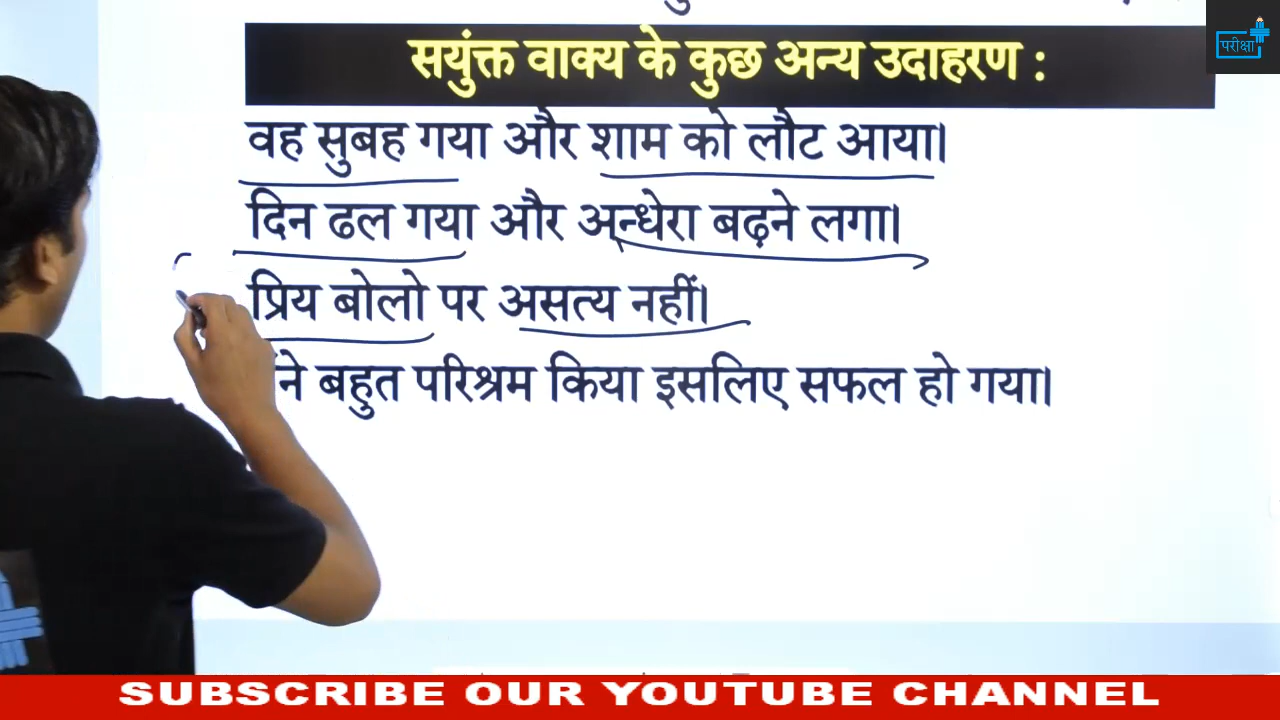 परीक्षा
सयुंक्त वाक्य के कुछ अन्य उदाहरण :
वह सुबह गया और शाम को लौट आया।
दिन ढल गया और अन्धेरा बढ़ने लगा।
प्रिय बोलो पर असत्य नहीं।
बहुत परिश्रम किया इसलिए सफल हो गया।
SUBSCRIBE OUR YOUTUBE CHANNEL